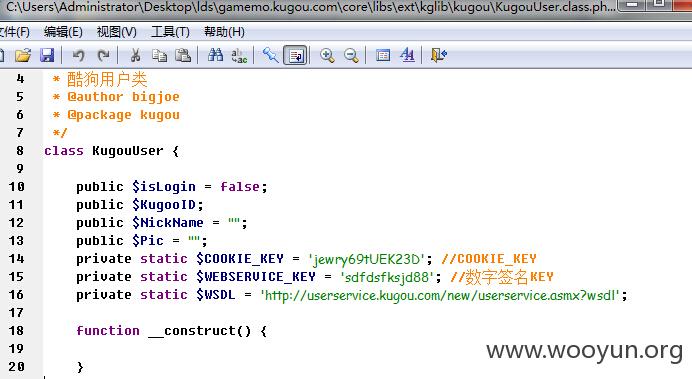 C:\Users\Administrator\Desktop\lds\gamemo.kugou.com\core\libs\ext\kglib\kugou\KugouUser.class.ph...
文件(F) 编辑(E) 搜索(S) 查看(V) 工具(T) 帮助(H)
4 * 酷狗用户类
5 * @author bigjoe
6 * @package kugou
7 */
8 class KugouUser {
9
10 public $isLogin = false;
11 public $KugooID;
12 public $NickName = "";
13 public $Pic = "";
14 private static $COOKIE_KEY = 'jewry69tUEK23D'; //COOKIE_KEY
15 private static $WEBSERVICE_KEY = 'sdfdsfksjd88'; //数字签名KEY
16 private static $WSDL = 'http://userservice.kugou.com/new/userservice.asmx?wsdl';
17
18 function __construct() {
19
20 }
www.wooyun.org